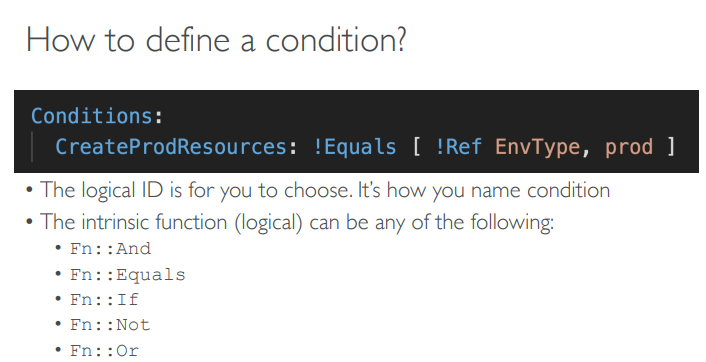 How to define a condition?
Conditions:
CreateProdResources: !Equals [ !Ref EnvType, prod ]
• The logical ID is for you to choose. It’s how you name condition
• The intrinsic function (logical) can be any of the following:
• Fn::And
• Fn::Equals
• Fn::If
• Fn::Not
• Fn::Or